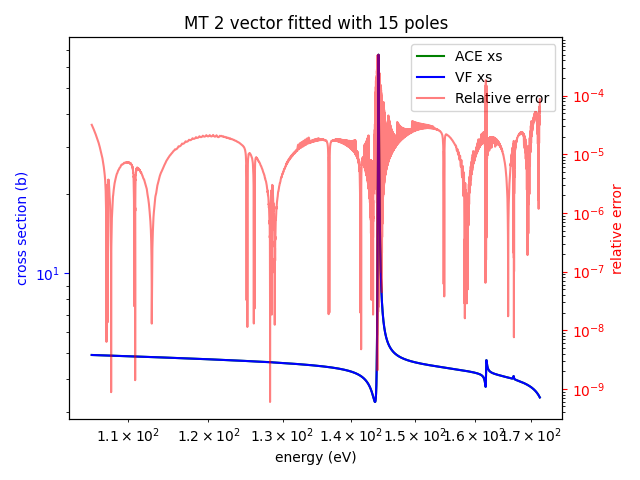 MT 2 vector fitted with 15 poles
ACE xs
VF xs
Relative error
cross section (b)
10¹
10⁻⁴
10⁻⁵
10⁻⁶
10⁻⁷
10⁻⁸
10⁻⁹
relative error
1.1 × 10² 1.2 × 10² 1.3 × 10² 1.4 × 10² 1.5 × 10² 1.6 × 10² 1.7 × 10²
energy (eV)